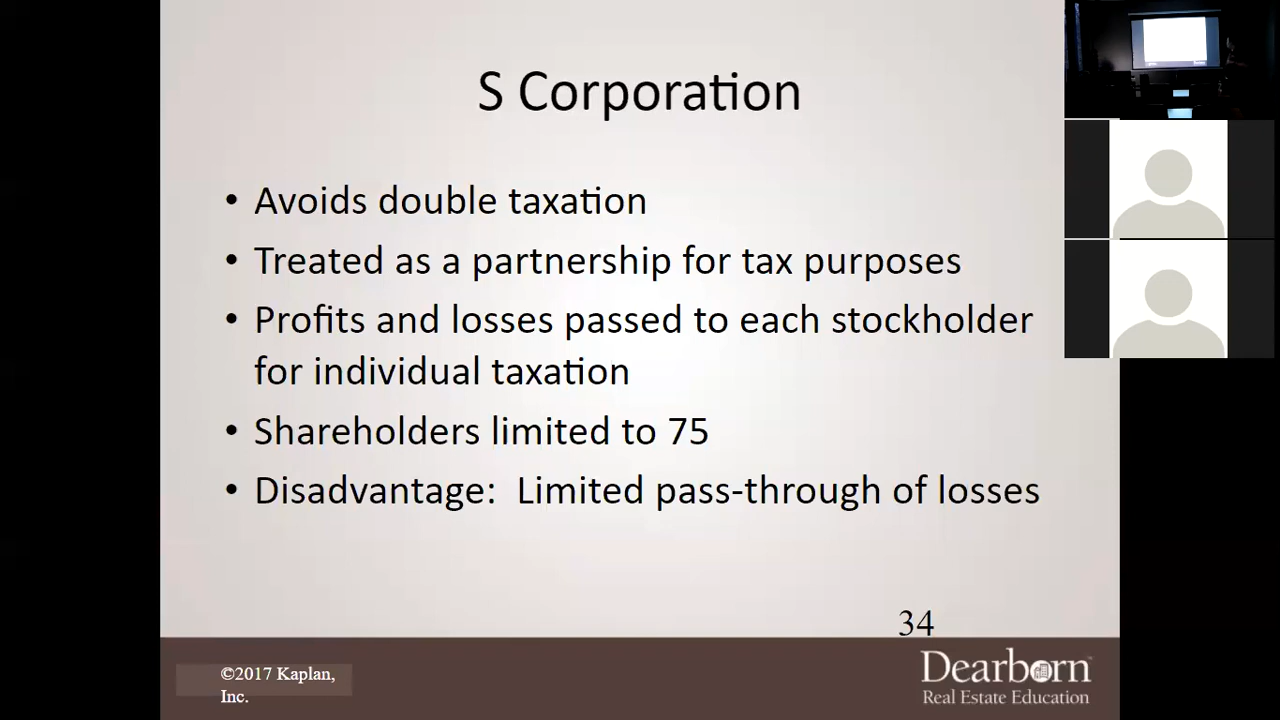 S Corporation
• Avoids double taxation
• Treated as a partnership for tax purposes
• Profits and losses passed to each stockholder
for individual taxation
• Shareholders limited to 75
• Disadvantage:  Limited pass-through of losses
34
©2017 Kaplan,
Inc.
Dearborn
Real Estate Education